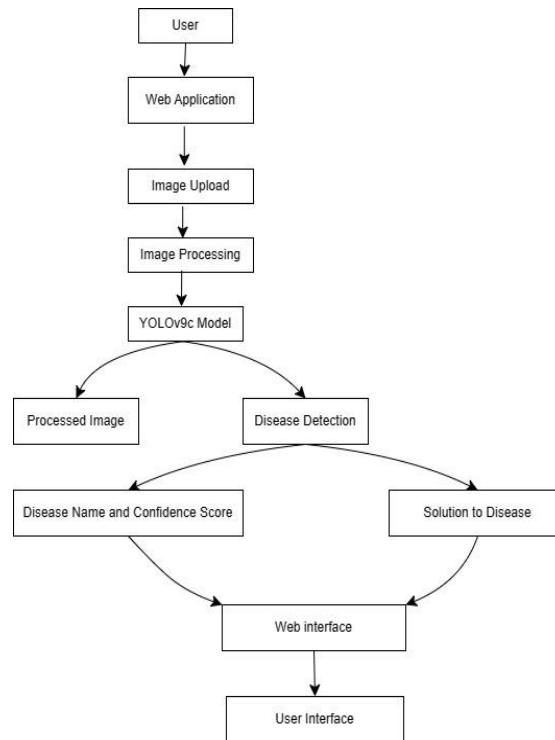 User
Web Application
Image Upload
Image Processing
YOLOv9c Model
Processed Image
Disease Detection
Disease Name and Confidence Score
Solution to Disease
Web interface
User Interface